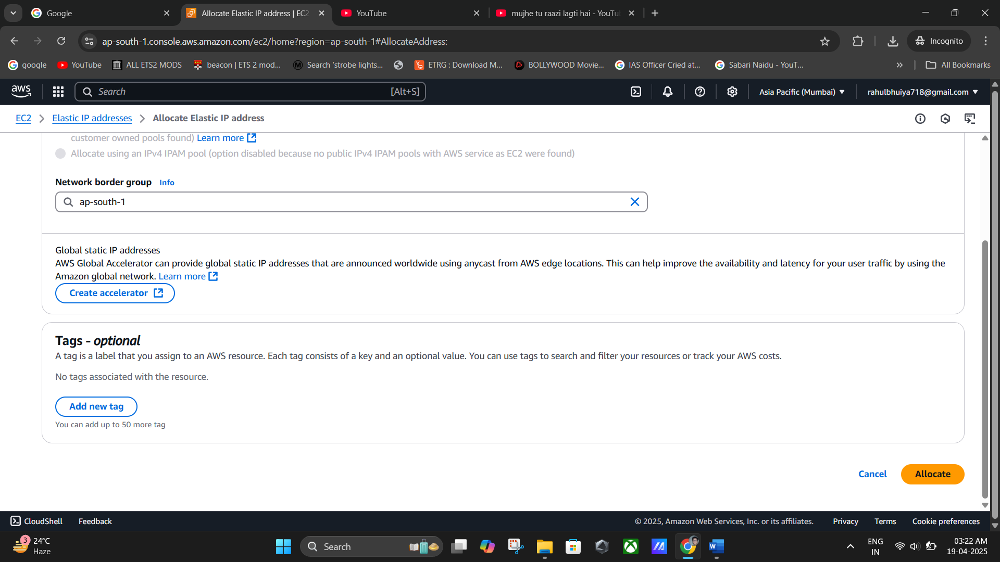 Google
Allocate Elastic IP address | EC2
YouTube
mujhe tu raazi lagti hai - YouTu
ap-south-1.console.aws.amazon.com/ec2/home?region=ap-south-1#AllocateAddress:
Incognito
google
YouTube
ALL ETS2 MODS
beacon | ETS 2 mod...
Search 'strobe lights...
ETRG : Download M...
BOLLYWOOD Movie...
IAS Officer Cried at...
Sabari Naidu - YouT...
All Bookmarks
aws
Search
[Alt+S]
Asia Pacific (Mumbai)
rahulbhuiya718@gmail.com
EC2
Elastic IP addresses
Allocate Elastic IP address
customer owned pools found) Learn more
Allocate using an IPv4 IPAM pool (option disabled because no public IPv4 IPAM pools with AWS service as EC2 were found)
Network border group Info
ap-south-1
Global static IP addresses
AWS Global Accelerator can provide global static IP addresses that are announced worldwide using anycast from AWS edge locations. This can help improve the availability and latency for your user traffic by using the
Amazon global network. Learn more
Create accelerator
Tags - optional
A tag is a label that you assign to an AWS resource. Each tag consists of a key and an optional value. You can use tags to search and filter your resources or track your AWS costs.
No tags associated with the resource.
Add new tag
You can add up to 50 more tag
Cancel
Allocate
CloudShell
Feedback
© 2025, Amazon Web Services, Inc. or its affiliates.
Privacy
Terms
Cookie preferences
3
24°C
Haze
Search
ENG
IN
03:22 AM
19-04-2025